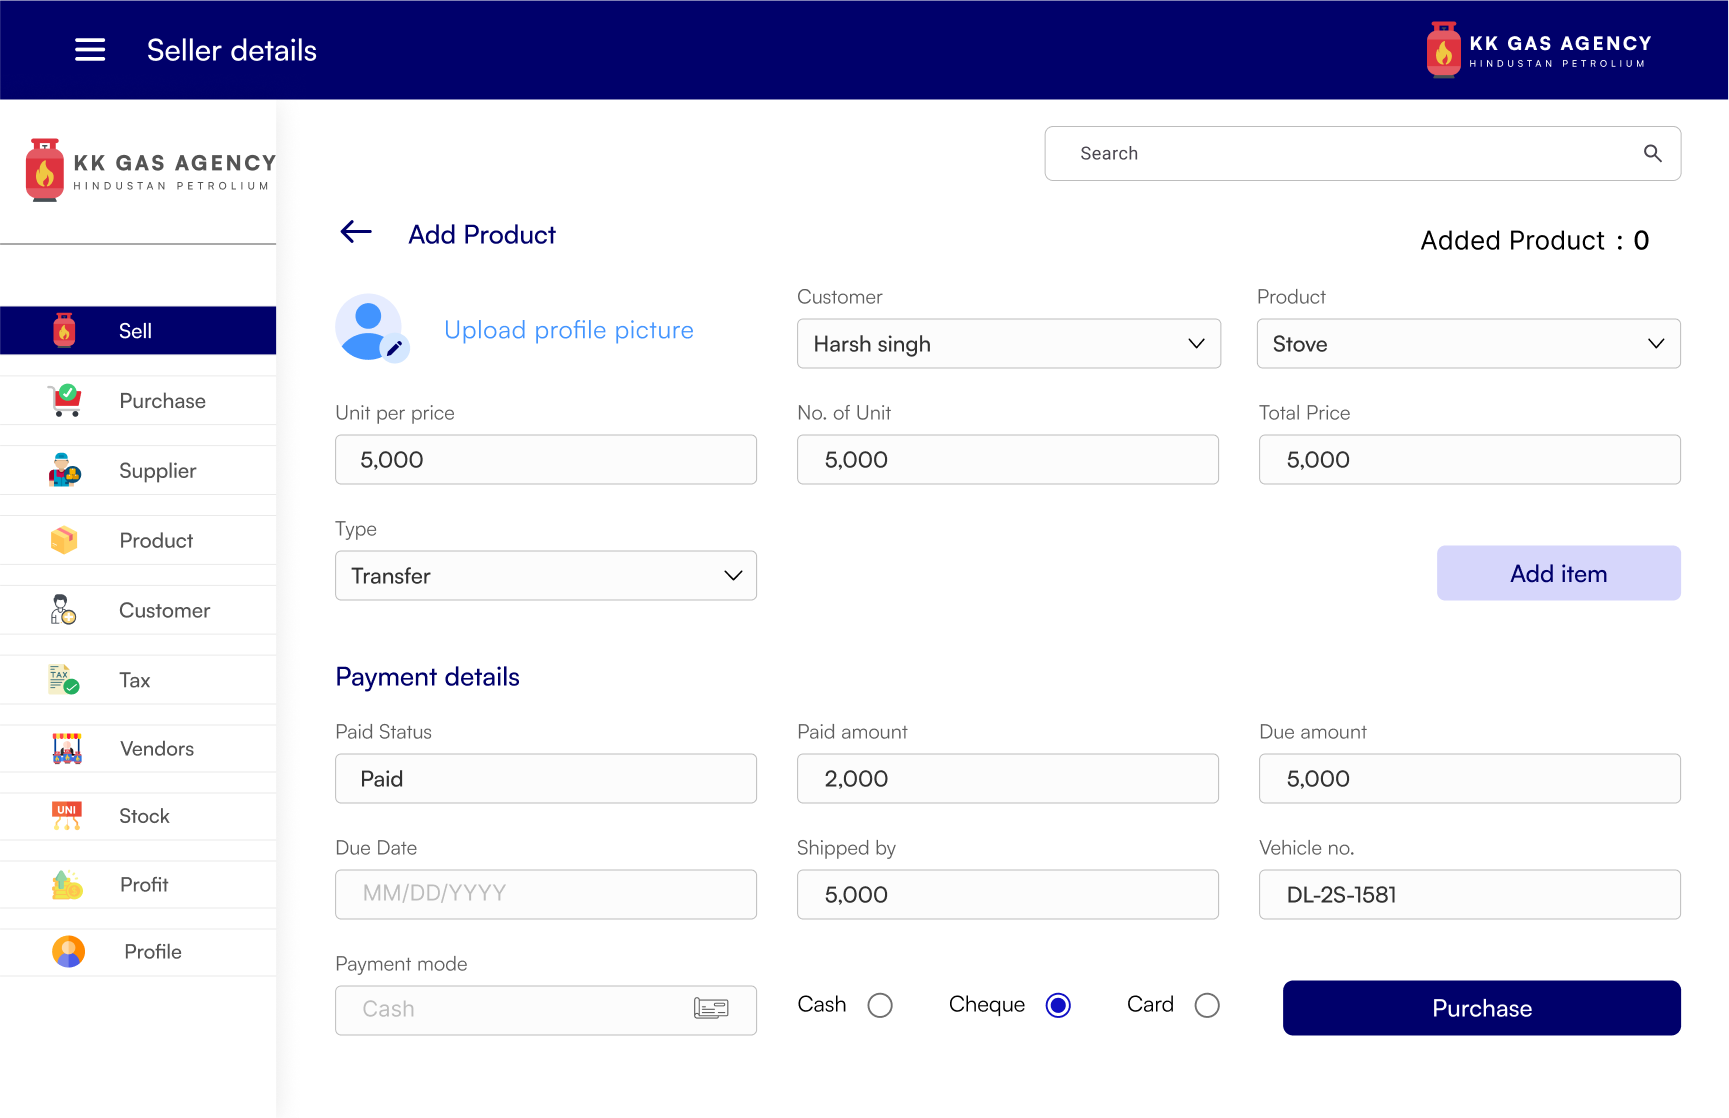 Seller details
KK GAS AGENCY
HINDUSTAN PETROLIUM
KK GAS AGENCY
HINDUSTAN PETROLIUM
Search
Add Product
Added Product : 0
Sell
Purchase
Supplier
Product
Customer
TAX
Tax
Vendors
UNI
Stock
Profit
Profile
Upload profile picture
Customer
Harsh singh
Product
Stove
Unit per price
5,000
No. of Unit
5,000
Total Price
5,000
Type
Transfer
Add item
Payment details
Paid Status
Paid
Paid amount
2,000
Due amount
5,000
Due Date
MM/DD/YYYY
Shipped by
5,000
Vehicle no.
DL-2S-1581
Payment mode
Cash
Cash
Cheque
Card
Purchase